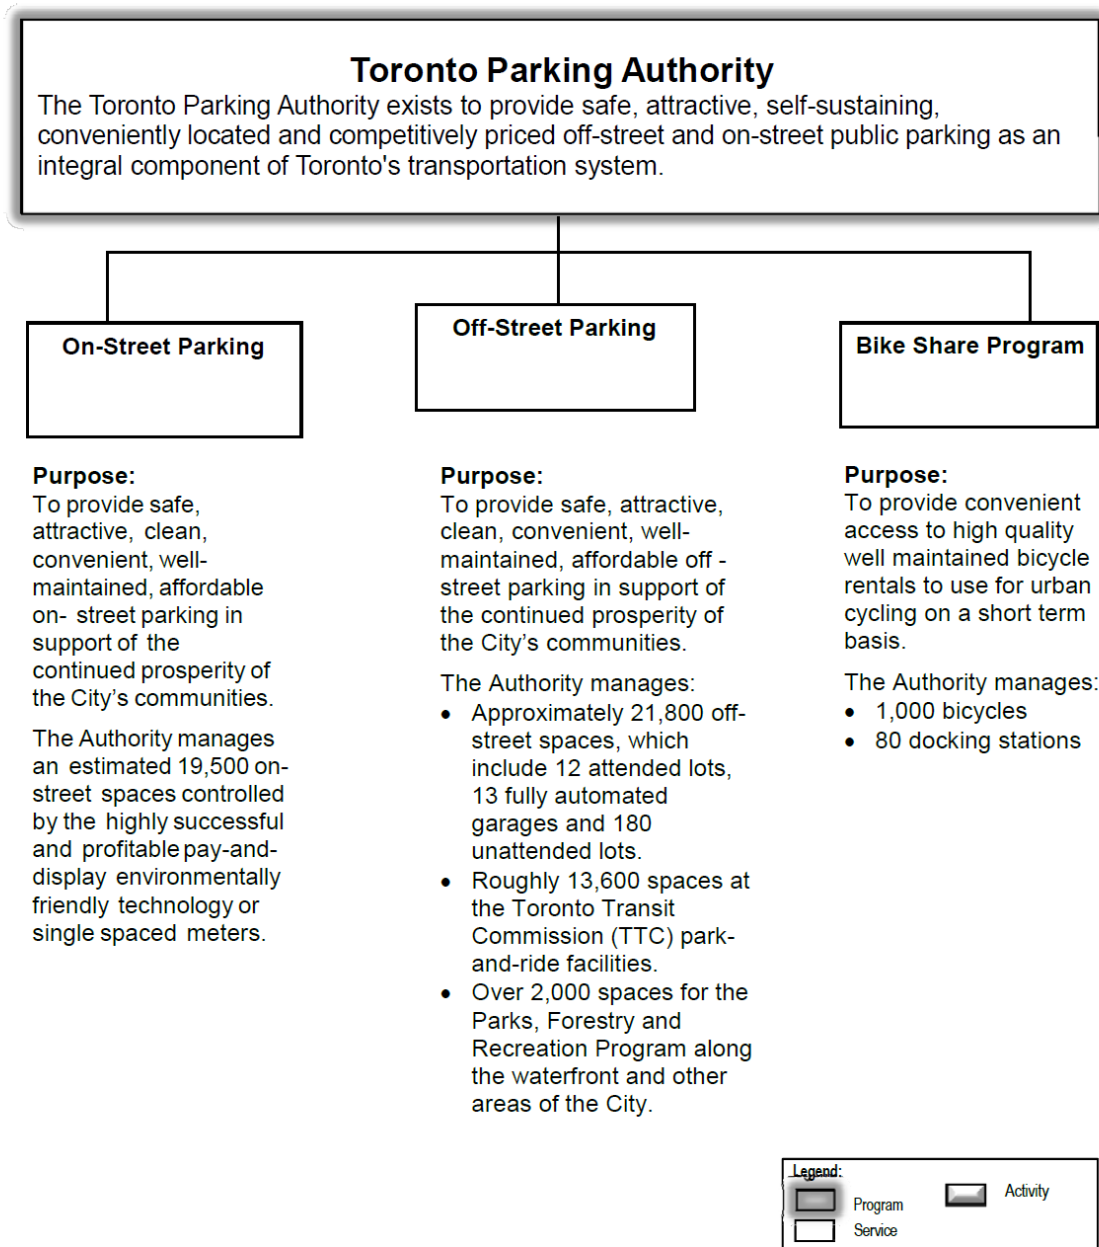 Toronto Parking Authority
The Toronto Parking Authority exists to provide safe, attractive, self-sustaining,
conveniently located and competitively priced off-street and on-street public parking as an
integral component of Toronto's transportation system.
On-Street Parking
Off-Street Parking
Bike Share Program
Purpose:
To provide safe,
attractive, clean,
convenient, well-
maintained, affordable
on- street parking in
support of the
continued prosperity of
the City's communities.
The Authority manages
an estimated 19,500 on-
street spaces controlled
by the highly successful
and profitable pay-and-
display environmentally
friendly technology or
single spaced meters.
Purpose:
To provide safe, attractive,
clean, convenient, well-
maintained, affordable off -
street parking in support of
the continued prosperity of
the City's communities.
The Authority manages:
• Approximately 21,800 off-
street spaces, which
include 12 attended lots,
13 fully automated
garages and 180
unattended lots.
• Roughly 13,600 spaces at
the Toronto Transit
Commission (TTC) park-
and-ride facilities.
• Over 2,000 spaces for the
Parks, Forestry and
Recreation Program along
the waterfront and other
areas of the City.
Purpose:
To provide convenient
access to high quality
well maintained bicycle
rentals to use for urban
cycling on a short term
basis.
The Authority manages:
• 1,000 bicycles
• 80 docking stations
Legend:
Program
Activity
Service